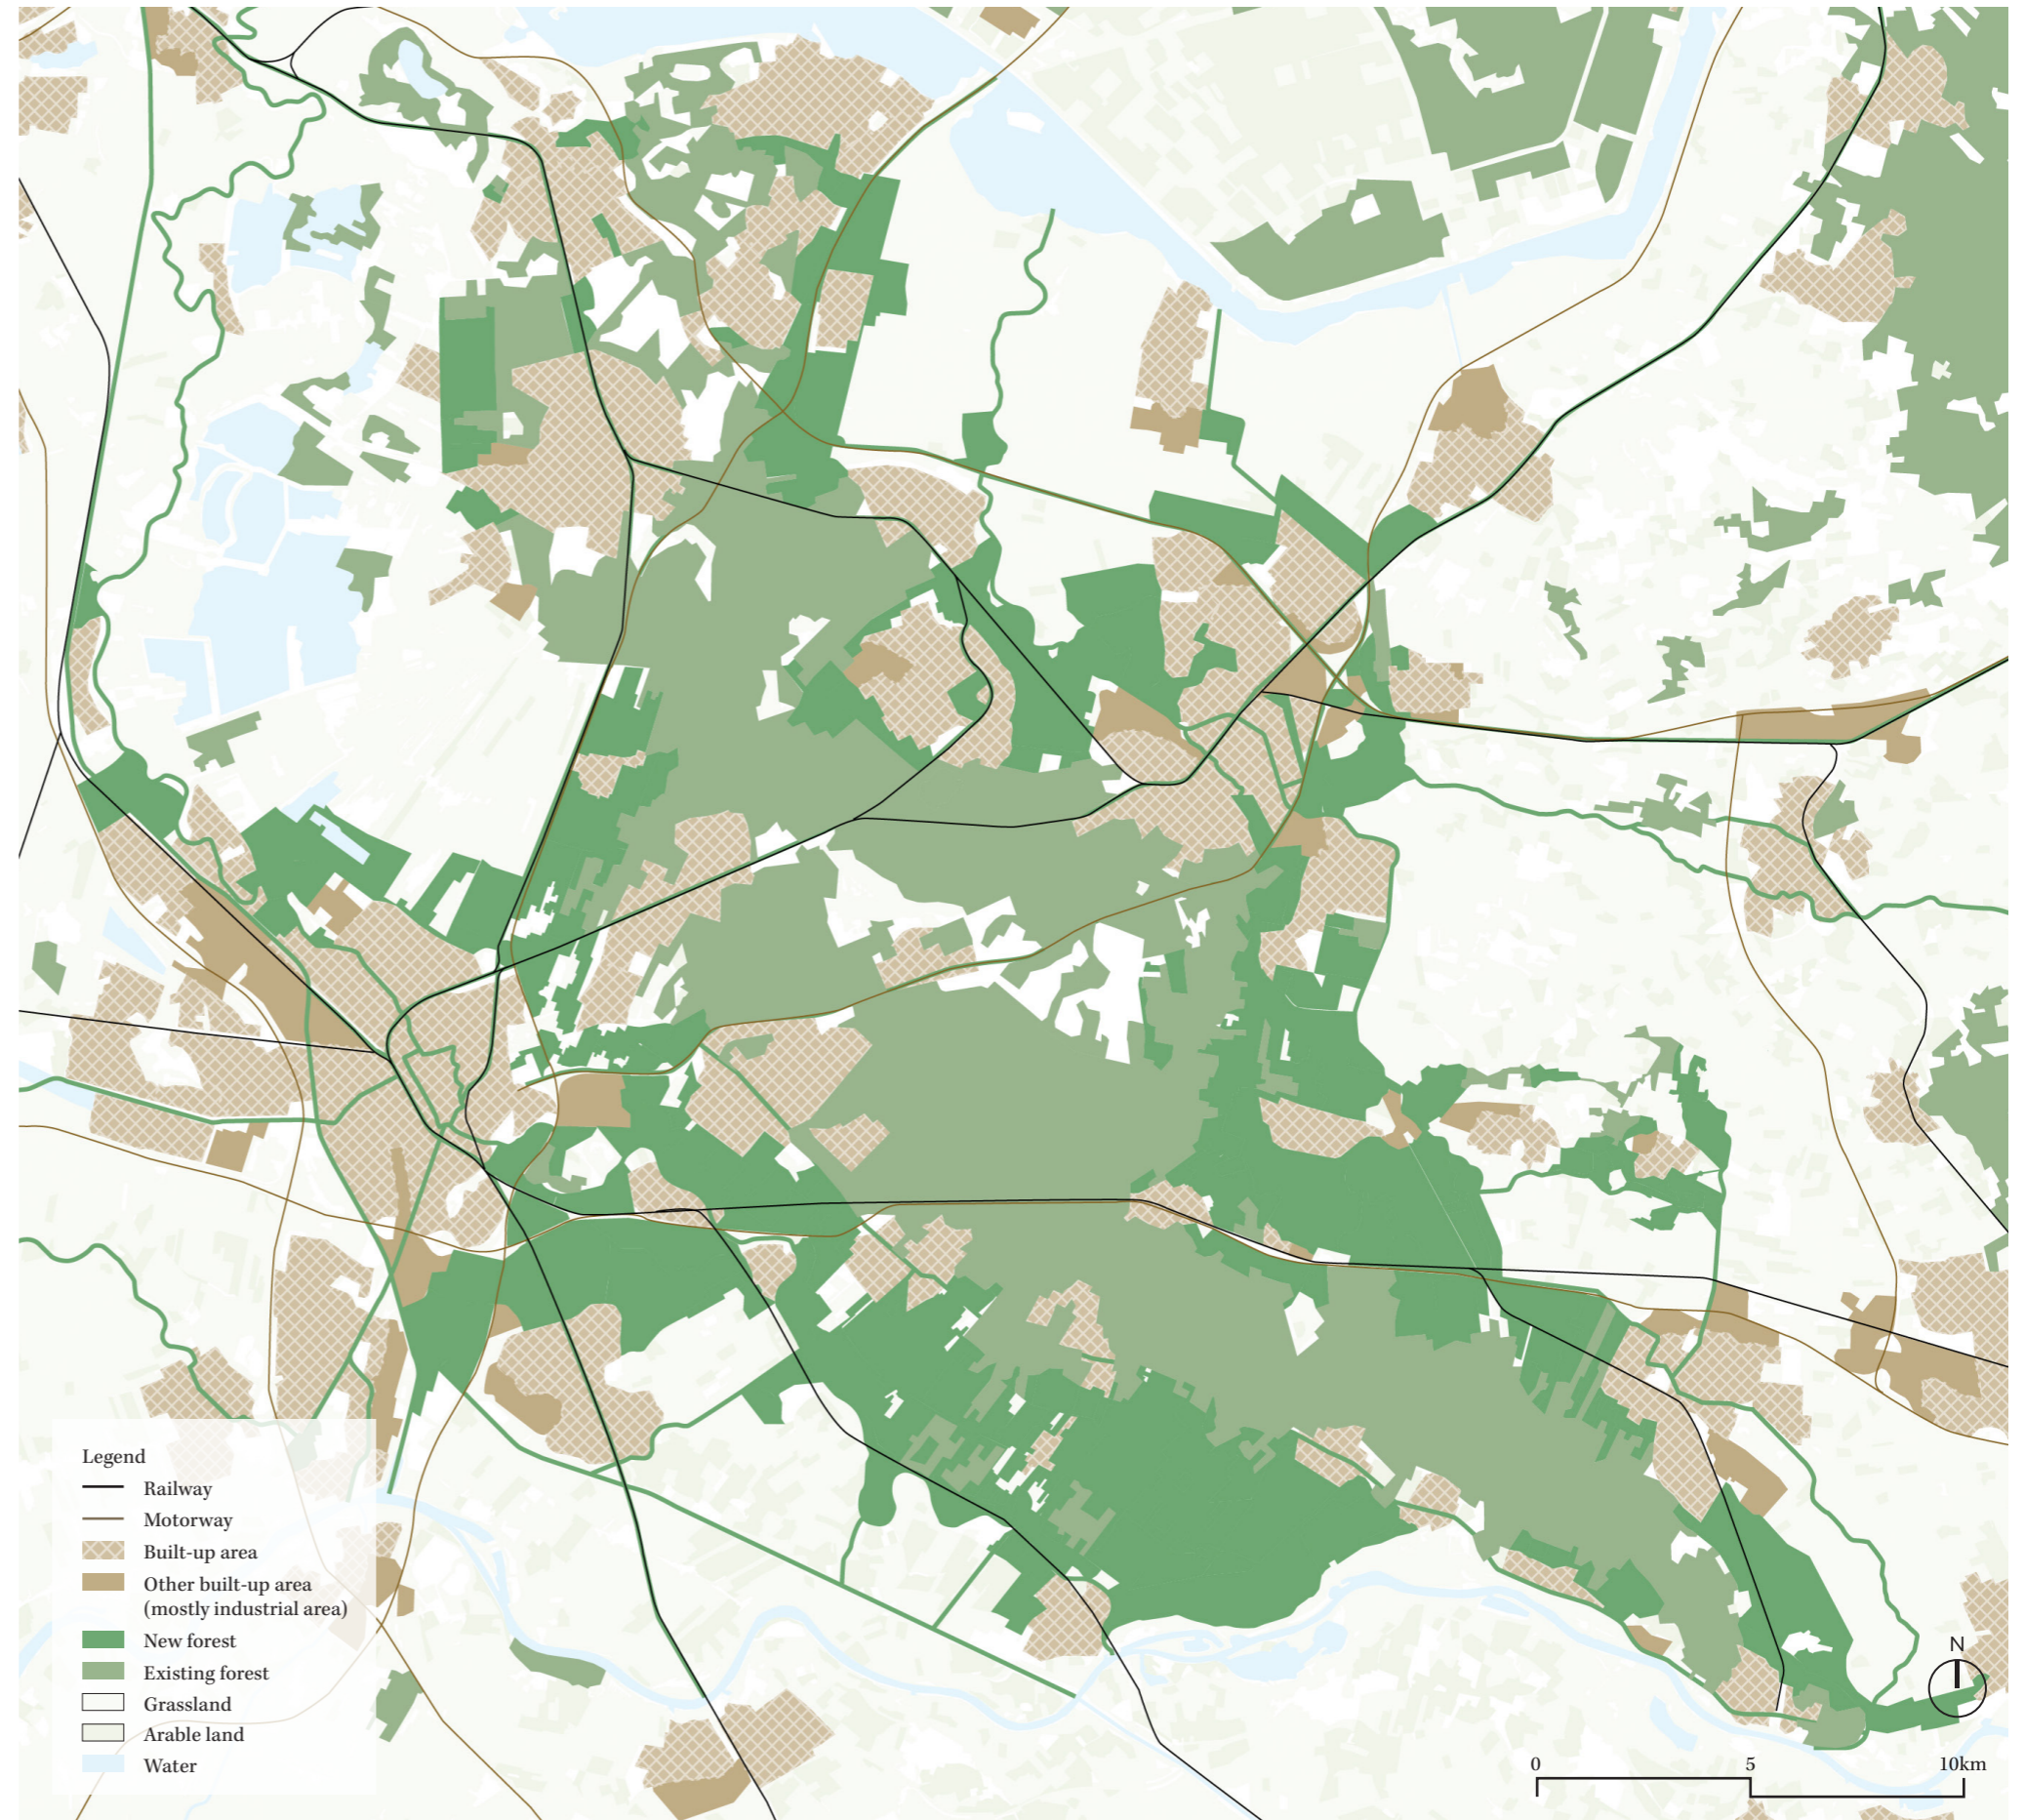 Legend
Railway
Motorway
Built-up area
Other built-up area
(mostly industrial area)
New forest
Existing forest
Grassland
Arable land
Water
N
0 5 10km